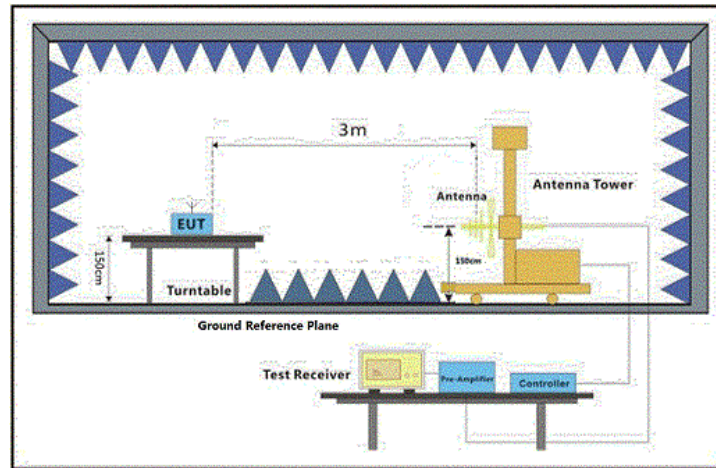 3m
Antenna
Antenna Tower
EUT
150cm
150cm
Turntable
Ground Reference Plane
Test Receiver
Pre-Amplifier
Controller